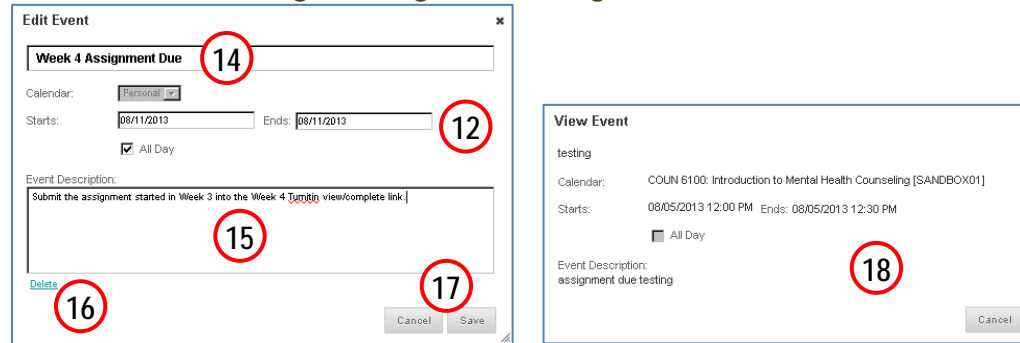 Edit Event
Week 4 Assignment Due
14
Calendar: Personal
Starts: 08/11/2013 Ends: 08/11/2013
12
All Day
Event Description:
Submit the assignment started in Week 3 into the Week 4 Turnitin view/complete link.
15
Delete
16
17
Cancel Save
View Event
testing
Calendar: COUN 6100: Introduction to Mental Health Counseling [SANDBOX01]
Starts: 08/05/2013 12:00 PM Ends: 08/05/2013 12:30 PM
All Day
Event Description:
assignment due testing
18
Cancel